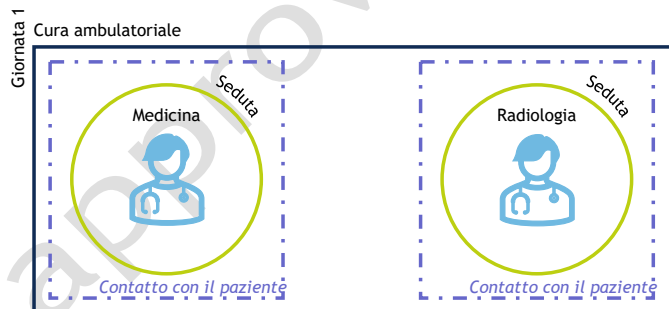 Giornata 1
Cura ambulatoriale
Seduta
Medicina
Contatto con il paziente
Seduta
Radiologia
Contatto con il paziente